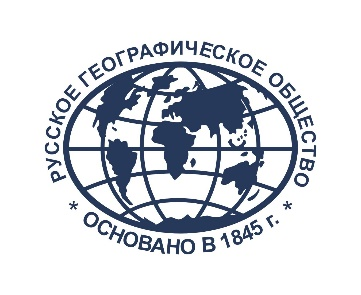 РУССКОЕ ГЕОГРАФИЧЕСКОЕ ОБЩЕСТВО
* ОСНОВАНО В 1845 г. *